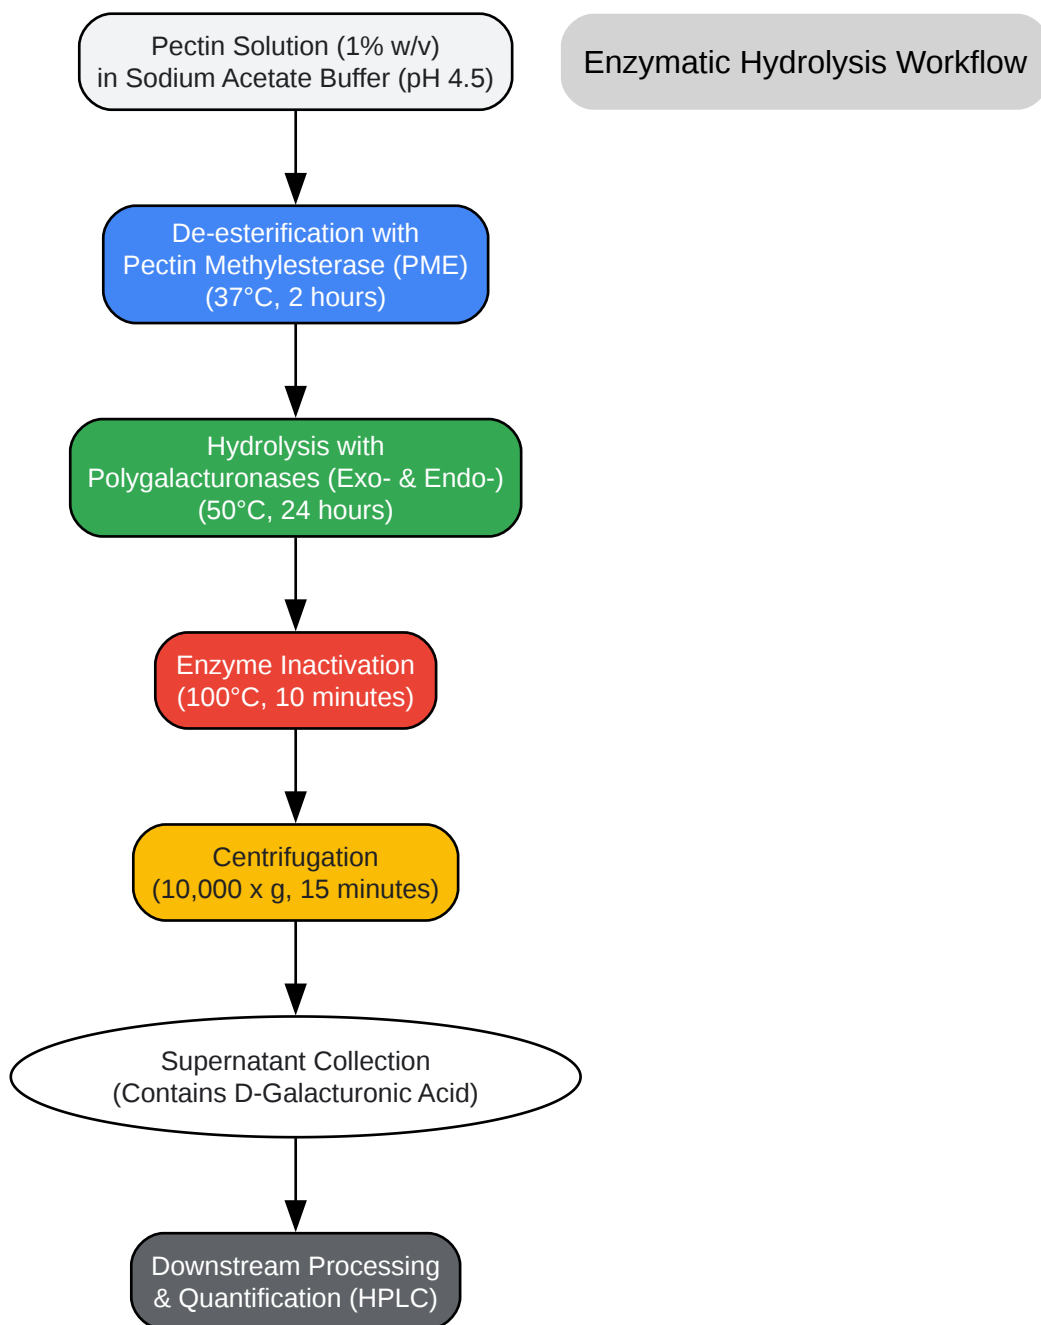 Pectin Solution (1% w/v)
in Sodium Acetate Buffer (pH 4.5)
Enzymatic Hydrolysis Workflow
De-esterification with
Pectin Methylesterase (PME)
(37°C, 2 hours)
Hydrolysis with
Polygalacturonases (Exo- & Endo-)
(50°C, 24 hours)
Enzyme Inactivation
(100°C, 10 minutes)
Centrifugation
(10,000 x g, 15 minutes)
Supernatant Collection
(Contains D-Galacturonic Acid)
Downstream Processing
& Quantification (HPLC)